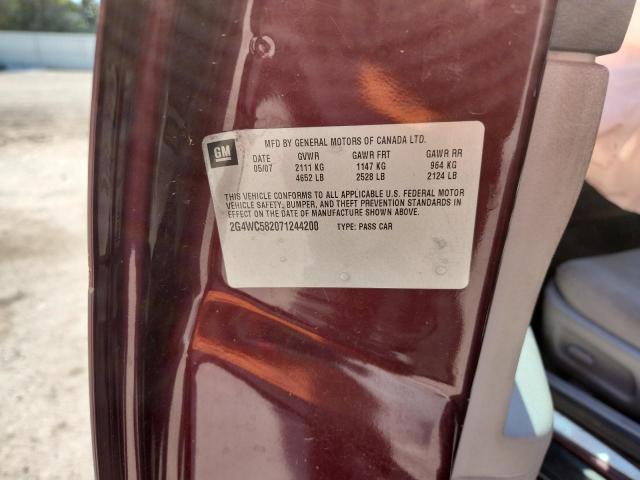 GM
MFD BY GENERAL MOTORS OF CANADA LTD.
DATE GVWR GAWR FRT GAWR RR
05/07 2111 KG 1147 KG 964 KG
4652 LB 2528 LB 2124 LB
THIS VEHICLE CONFORMS TO ALL APPLICABLE U.S. FEDERAL MOTOR
VEHICLE SAFETY, BUMPER, AND THEFT PREVENTION STANDARDS IN
EFFECT ON THE DATE OF MANUFACTURE SHOWN ABOVE.
2G4WC582071244200 TYPE: PASS CAR